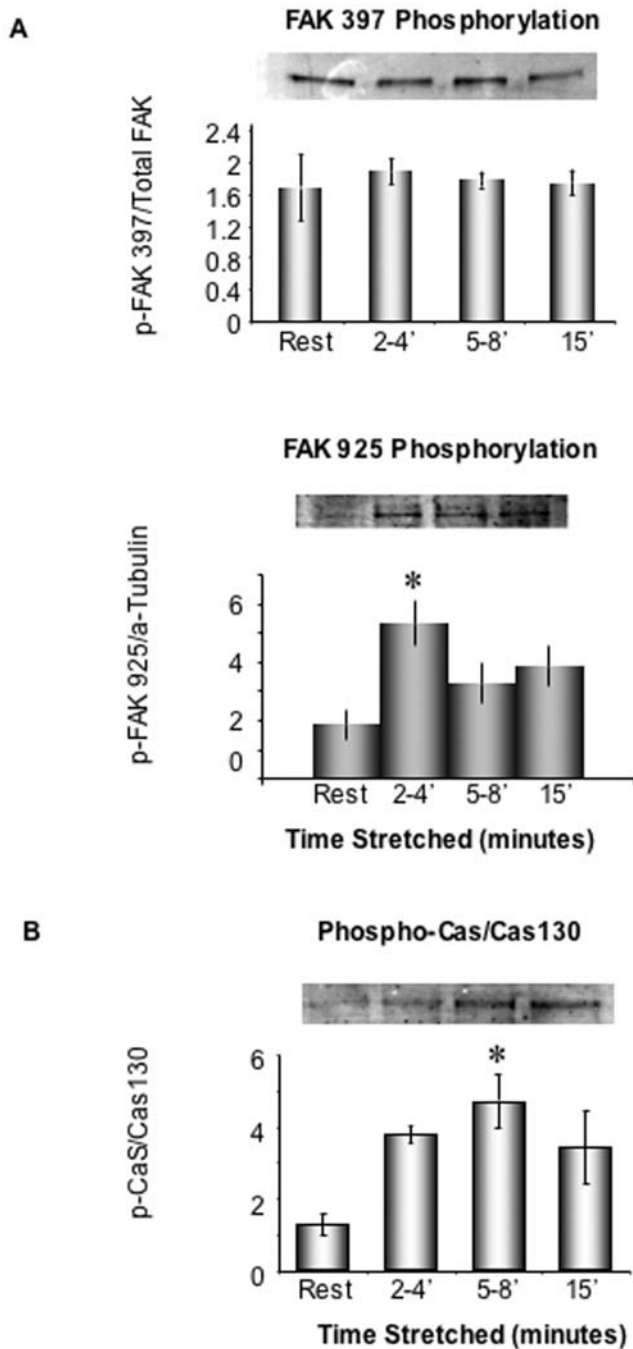 A
FAK 397 Phosphorylation
p-FAK 397/Total FAK
2.4
2
1.6
1.2
0.8
0.4
0
Rest 2-4’ 5-8’ 15’
FAK 925 Phosphorylation
p-FAK 925/a-Tubulin
6
4
2
0
*
Rest 2-4’ 5-8’ 15’
Time Stretched (minutes)
B
Phospho-Cas/Cas130
p-CaS/Cas130
6
4
2
0
*
Rest 2-4’ 5-8’ 15’
Time Stretched (minutes)